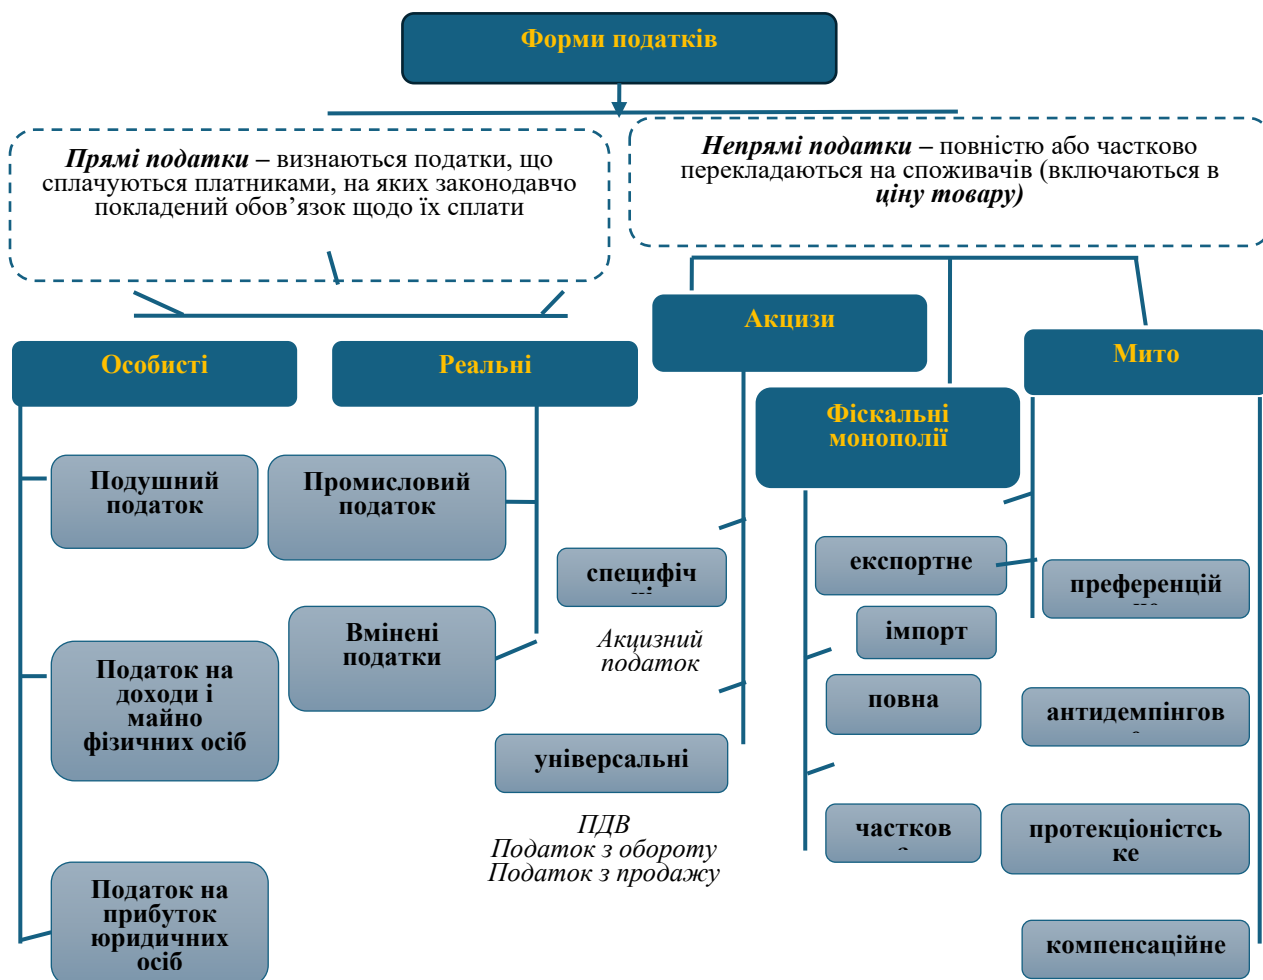 Форми податків
Прямі податки – визнаються податки, що
сплачуються платниками, на яких законодавчо
покладений обов’язок щодо їх сплати
Непрямі податки – повністю або частково
перекладаються на споживачів (включаються в
ціну товару)
Особисті
Реальні
Акцизи
Фіскальні
монополії
Мито
Подушний
податок
Податок на
доходи і
майно
фізичних осіб
Податок на
прибуток
юридичних
осіб
Промисловий
податок
Вмінені
податки
специфіч
Акцизний
податок
універсальні
ПДВ
Податок з обороту
Податок з продажу
експортне
імпорт
повна
частков
преференцій
антидемпінгов
протекціоністсь
ке
компенсаційне